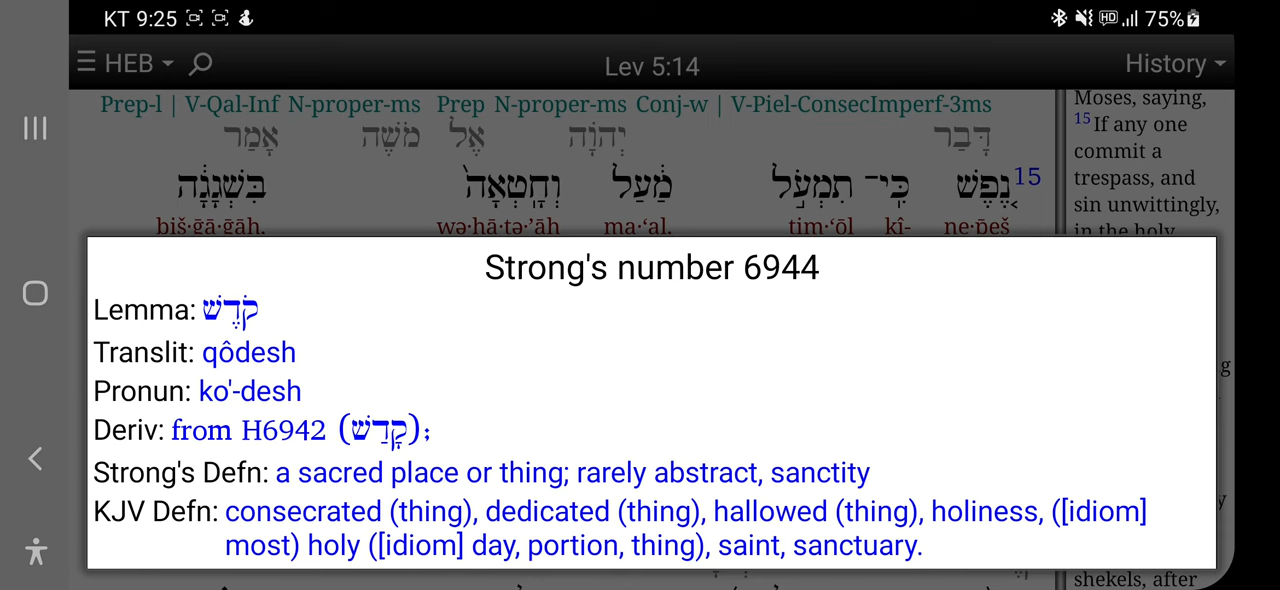 KT 9:25 HD 75%
HEB Lev 5:14 History
Prep-l | V-Qal-Inf N-proper-ms Prep N-proper-ms Conj-w | V-Piel-ConsecImperf-3ms
דָּבַר יְהֹוָה אֶל מֹשֶׁה אָמַר
15 נֶ֚פֶשׁ כִּֽי־ תִמְעֹ֣ל מַ֔עַל וְחָֽטְאָה֙ בִּשְׁגָגָ֔ה
biš·ḡā·ḡāh, wə·ḥā·ṭə·’āh ma·‘al, tim·‘ōl kî- ne·p̄eš
Moses, saying,
15 If any one
commit a
trespass, and
sin unwittingly,
in the holy
Strong's number 6944
Lemma: קֹדֶשׁ
Translit: qôdesh
Pronun: ko'-desh
Deriv: from H6942 (קָדַשׁ);
Strong's Defn: a sacred place or thing; rarely abstract, sanctity
KJV Defn: consecrated (thing), dedicated (thing), hallowed (thing), holiness, ([idiom]
most) holy ([idiom] day, portion, thing), saint, sanctuary.
shekels, after